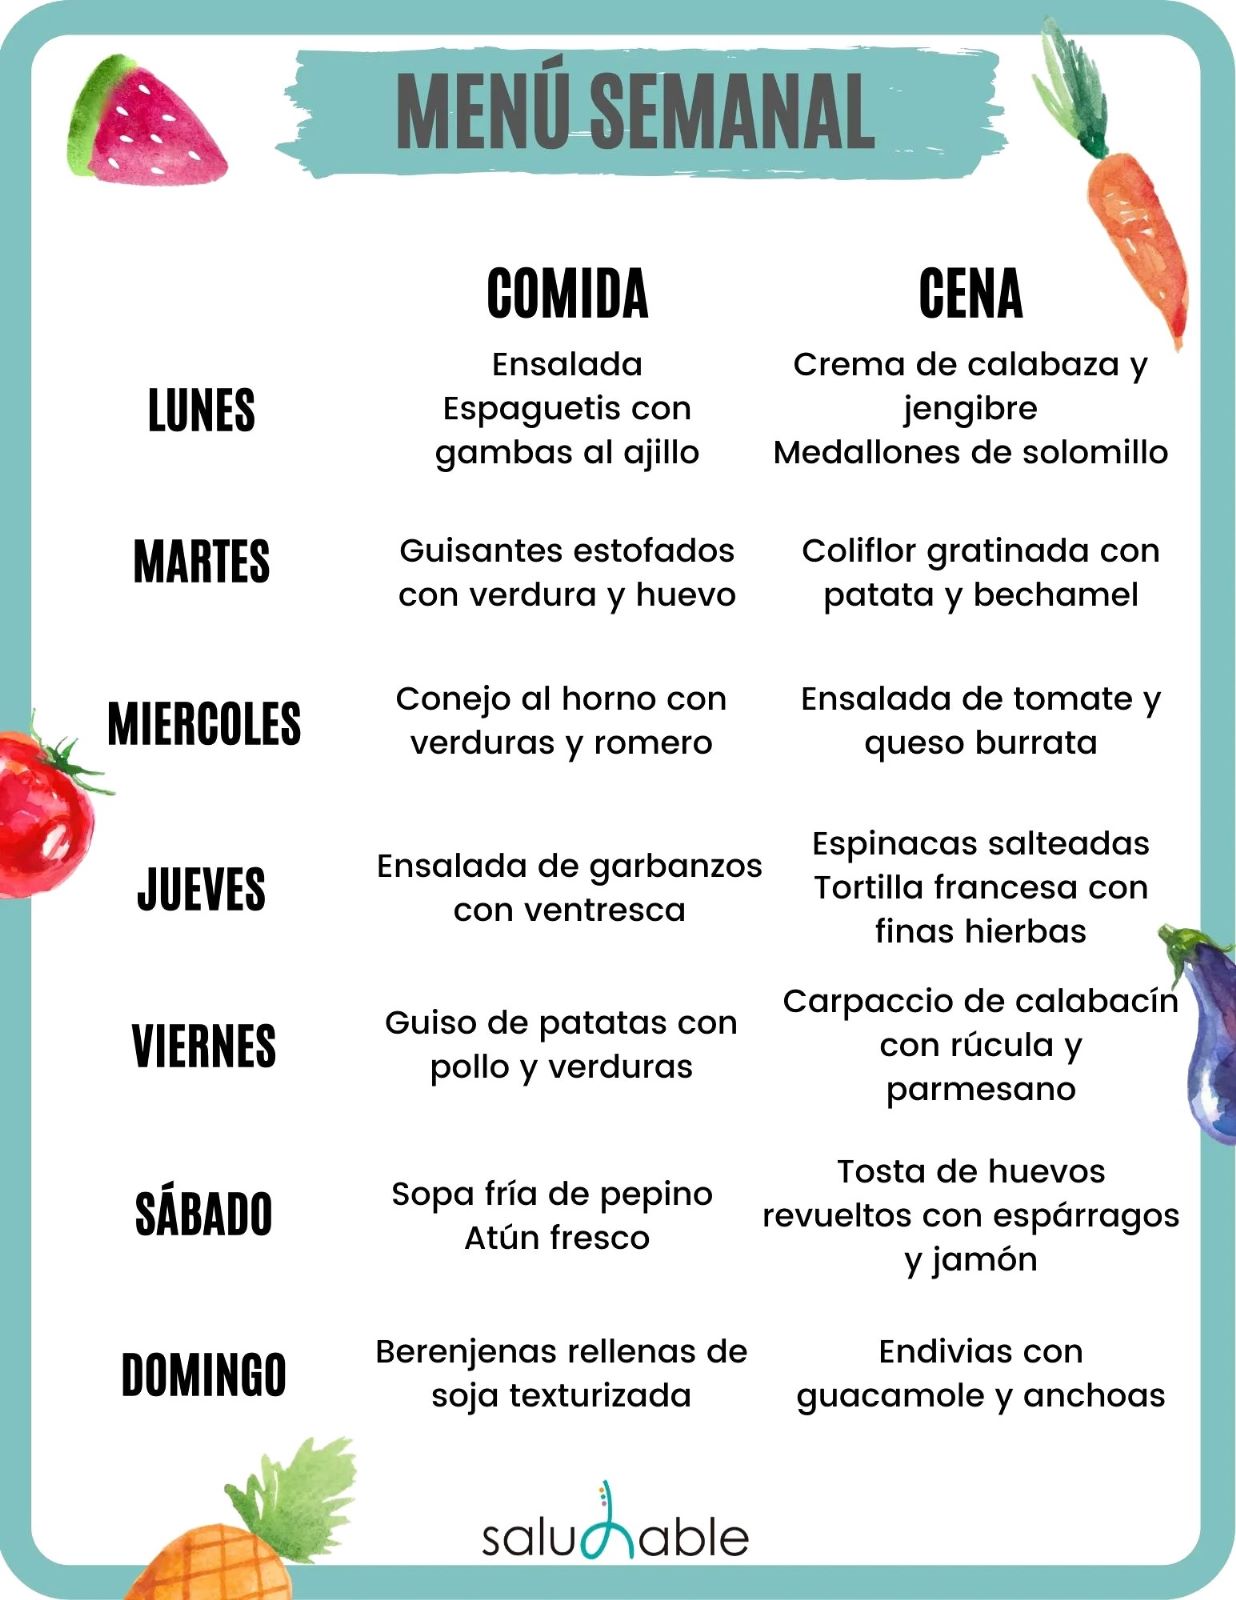 MENÚ SEMANAL
COMIDA
CENA
LUNES
Ensalada
Espaguetis con
gambas al ajillo
Crema de calabaza y
jengibre
Medallones de solomillo
MARTES
Guisantes estofados
con verdura y huevo
Coliflor gratinada con
patata y bechamel
MIERCOLES
Conejo al horno con
verduras y romero
Ensalada de tomate y
queso burrata
JUEVES
Ensalada de garbanzos
con ventresca
Espinacas salteadas
Tortilla francesa con
finas hierbas
VIERNES
Guiso de patatas con
pollo y verduras
Carpaccio de calabacín
con rúcula y
parmesano
SÁBADO
Sopa fría de pepino
Atún fresco
Tosta de huevos
revueltos con espárragos
y jamón
DOMINGO
Berenjenas rellenas de
soja texturizada
Endivias con
guacamole y anchoas
saludhable